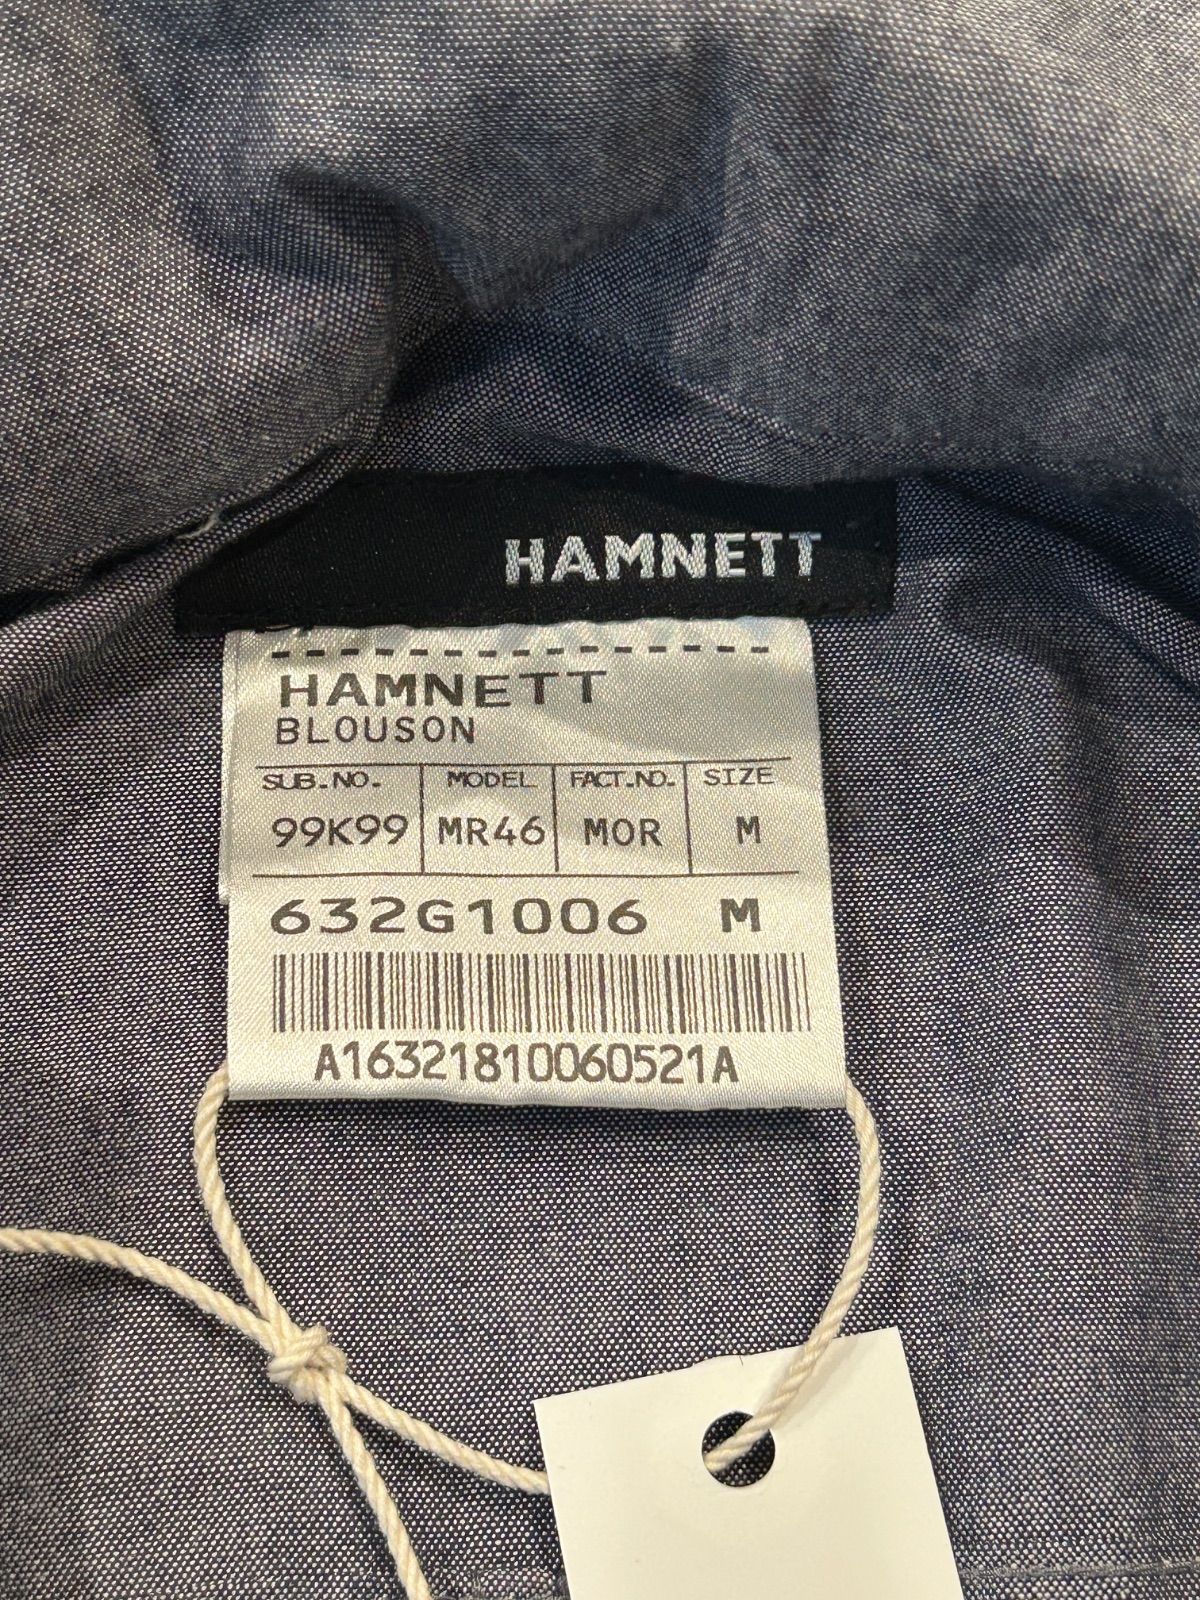 HAMNETT
HAMNETT
BLOUSON
SUB.NO. MODEL FACT.NO. SIZE
99K99 MR46 MOR M
632G1006 M
A16321810060521A